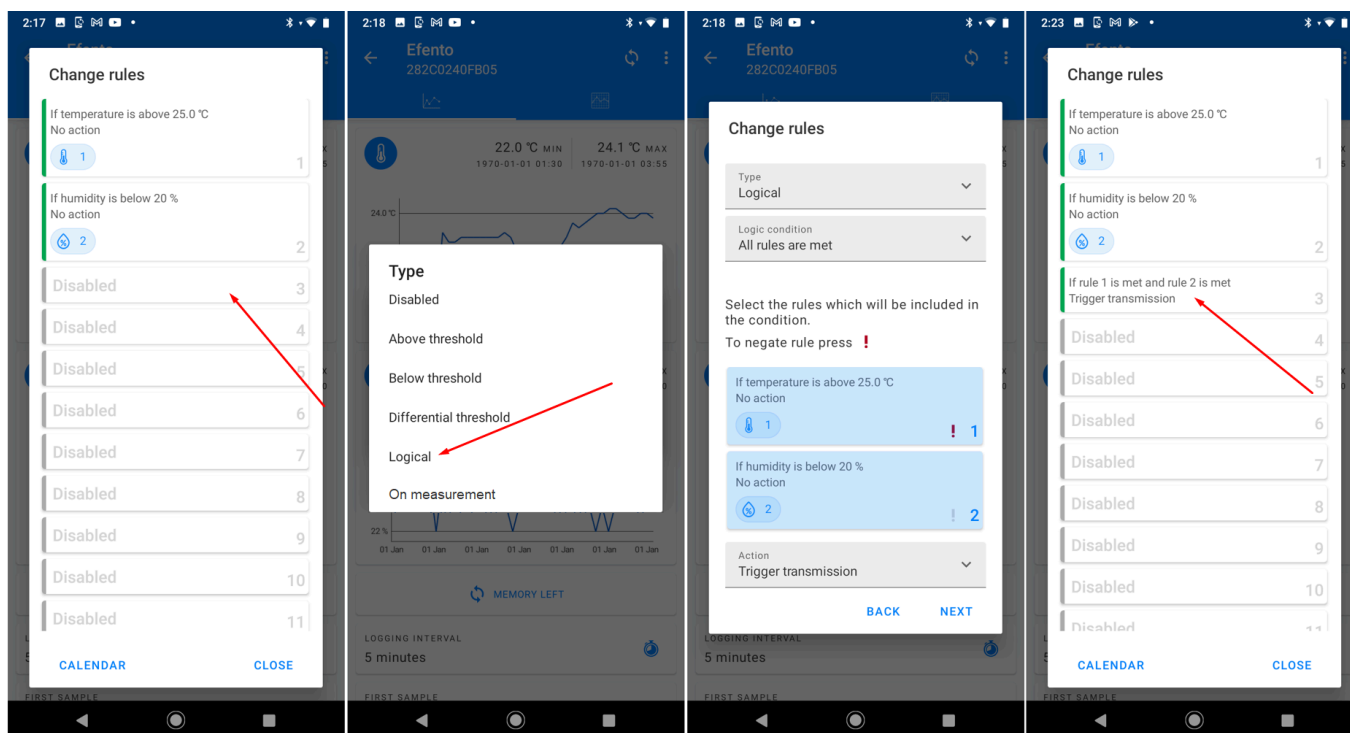 2:17
Change rules
If temperature is above 25.0 °C
No action
1
1
If humidity is below 20 %
No action
2
2
Disabled 3
Disabled 4
Disabled 5
Disabled 6
Disabled 7
Disabled 8
Disabled 9
Disabled 10
Disabled 11
CALENDAR CLOSE
FIRST SAMPLE
2:18
Efento
282C0240FB05
22.0 °C MIN 24.1 °C MAX
1970-01-01 01:30 1970-01-01 03:55
24.0 °C
Type
Disabled
Above threshold
Below threshold
Differential threshold
Logical
On measurement
22 %
01 Jan 01 Jan 01 Jan 01 Jan 01 Jan 01 Jan
MEMORY LEFT
LOGGING INTERVAL
5 minutes
FIRST SAMPLE
2:18
Efento
282C0240FB05
Change rules
Type
Logical
Logic condition
All rules are met
Select the rules which will be included in
the condition.
To negate rule press !
If temperature is above 25.0 °C
No action
1
! 1
If humidity is below 20 %
No action
2
! 2
Action
Trigger transmission
BACK NEXT
LOGGING INTERVAL
5 minutes
FIRST SAMPLE
2:23
Change rules
If temperature is above 25.0 °C
No action
1
1
If humidity is below 20 %
No action
2
2
If rule 1 is met and rule 2 is met
Trigger transmission
3
Disabled 4
Disabled 5
Disabled 6
Disabled 7
Disabled 8
Disabled 9
Disabled 10
Disabled 11
CALENDAR CLOSE
FIRST SAMPLE